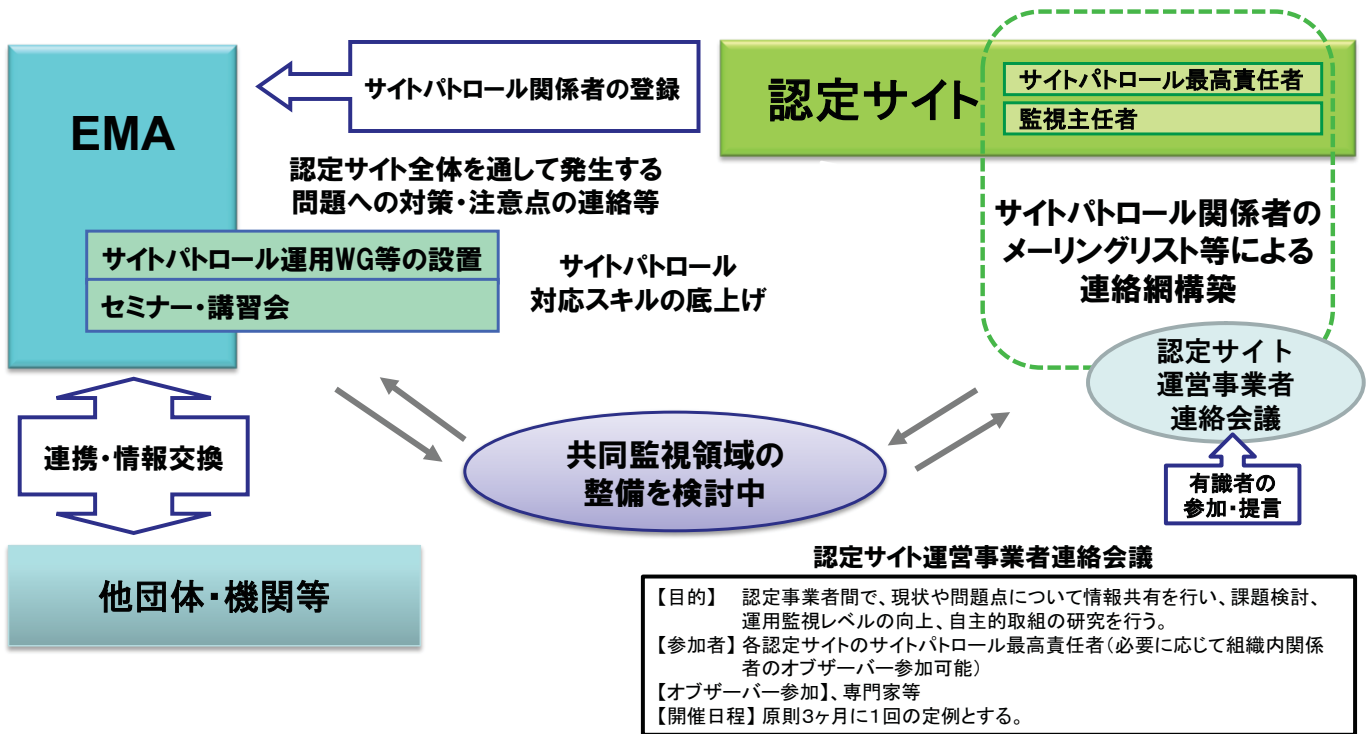 EMA
サイトパトロール関係者の登録
認定サイト
サイトパトロール最高責任者
監視主任者
認定サイト全体を通して発生する
問題への対策・注意点の連絡等
サイトパトロール運用WG等の設置
セミナー・講習会
サイトパトロール
対応スキルの底上げ
サイトパトロール関係者の
メーリングリスト等による
連絡網構築
認定サイト
運営事業者
連絡会議
連携・情報交換
共同監視領域の
整備を検討中
有識者の
参加・提言
他団体・機関等
認定サイト運営事業者連絡会議
【目的】 認定事業者間で、現状や問題点について情報共有を行い、課題検討、
運用監視レベルの向上、自主的取組の研究を行う。
【参加者】各認定サイトのサイトパトロール最高責任者(必要に応じて組織内関係
者のオブザーバー参加可能)
【オブザーバー参加】、専門家等
【開催日程】原則3ヶ月に1回の定例とする。